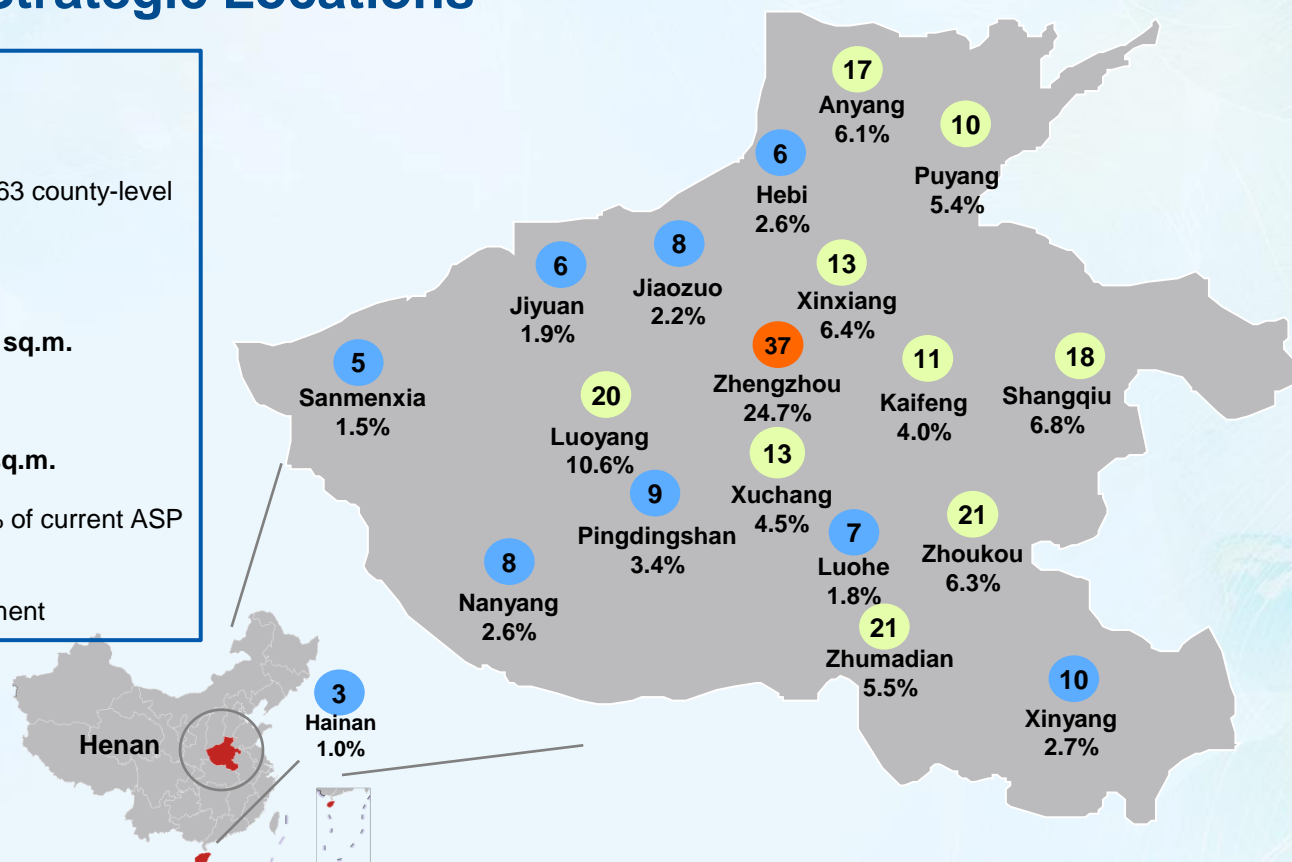 Strategic Locations
63 county-level
sq.m.
sq.m.
% of current ASP
17
Anyang
6.1%
10
Puyang
5.4%
6
Hebi
2.6%
8
Jiaozuo
2.2%
6
Jiyuan
1.9%
13
Xinxiang
6.4%
5
Sanmenxia
1.5%
37
Zhengzhou
24.7%
11
Kaifeng
4.0%
18
Shangqiu
6.8%
20
Luoyang
10.6%
13
Xuchang
4.5%
9
Pingdingshan
3.4%
7
Luohe
1.8%
21
Zhoukou
6.3%
8
Nanyang
2.6%
21
Zhumadian
5.5%
10
Xinyang
2.7%
3
Hainan
1.0%
Henan